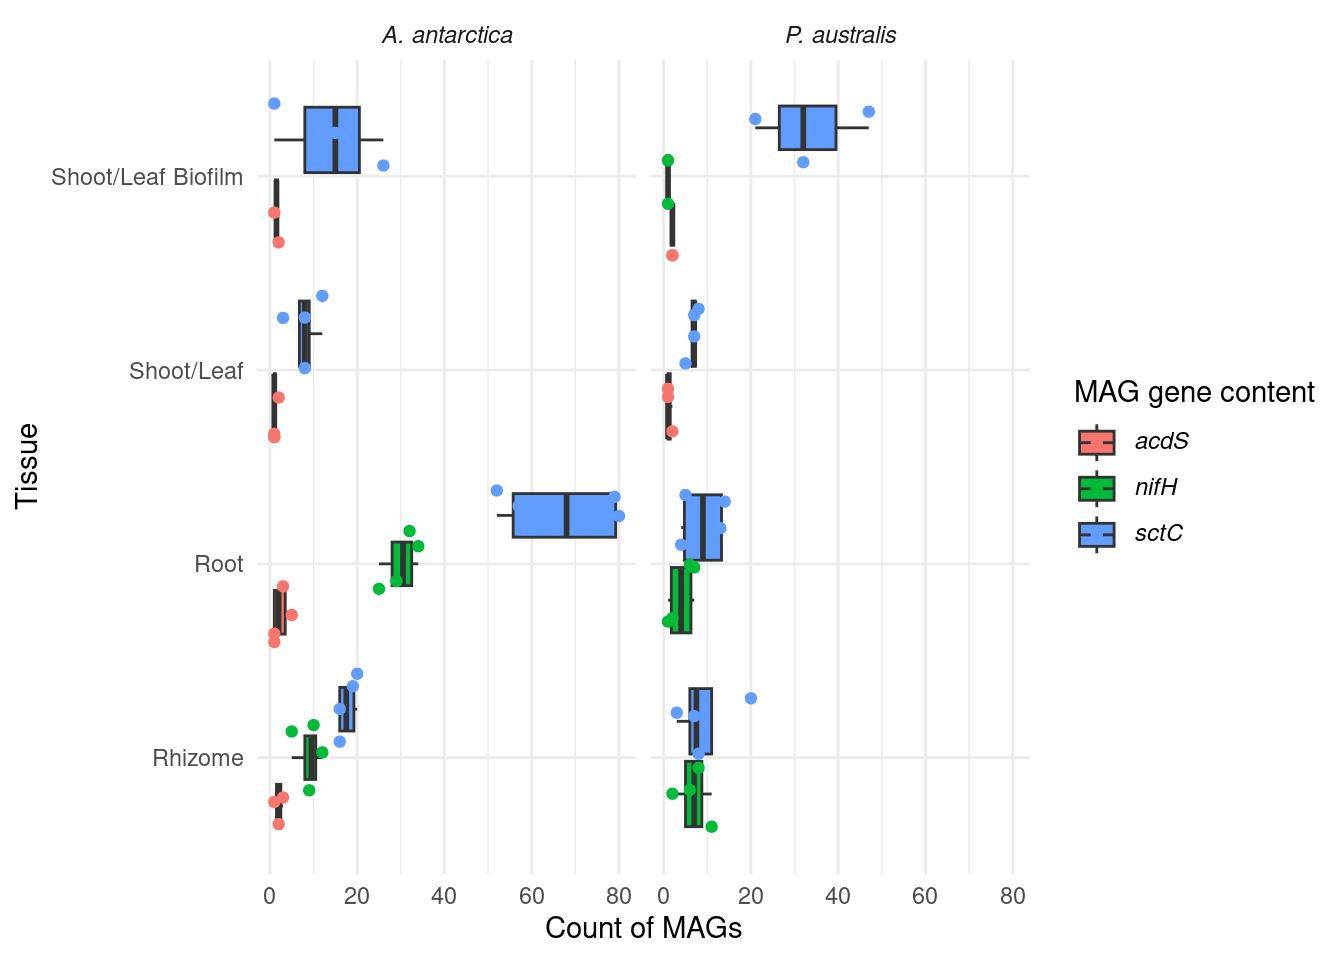 A. antarctica
P. australis
Shoot/Leaf Biofilm
Shoot/Leaf
Root
Rhizome
Tissue
0 20 40 60 80
0 20 40 60 80
Count of MAGs
MAG gene content
acdS
nifH
sctC